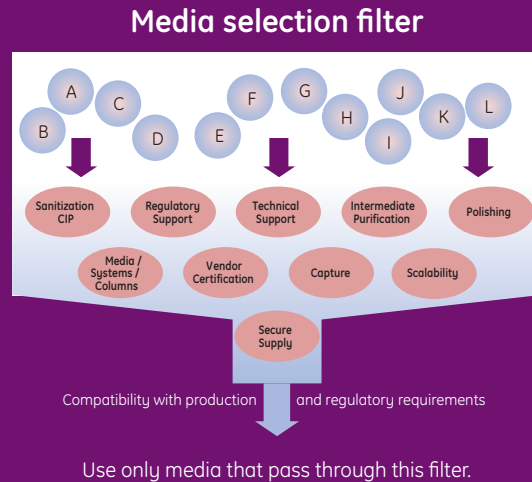 Media selection filter
A
B
C
D
E
F
G
H
I
J
K
L
Sanitization
CIP
Regulatory
Support
Technical
Support
Intermediate
Purification
Polishing
Media /
Systems /
Columns
Vendor
Certification
Capture
Scalability
Secure
Supply
Compatibility with production and regulatory requirements
Use only media that pass through this filter.